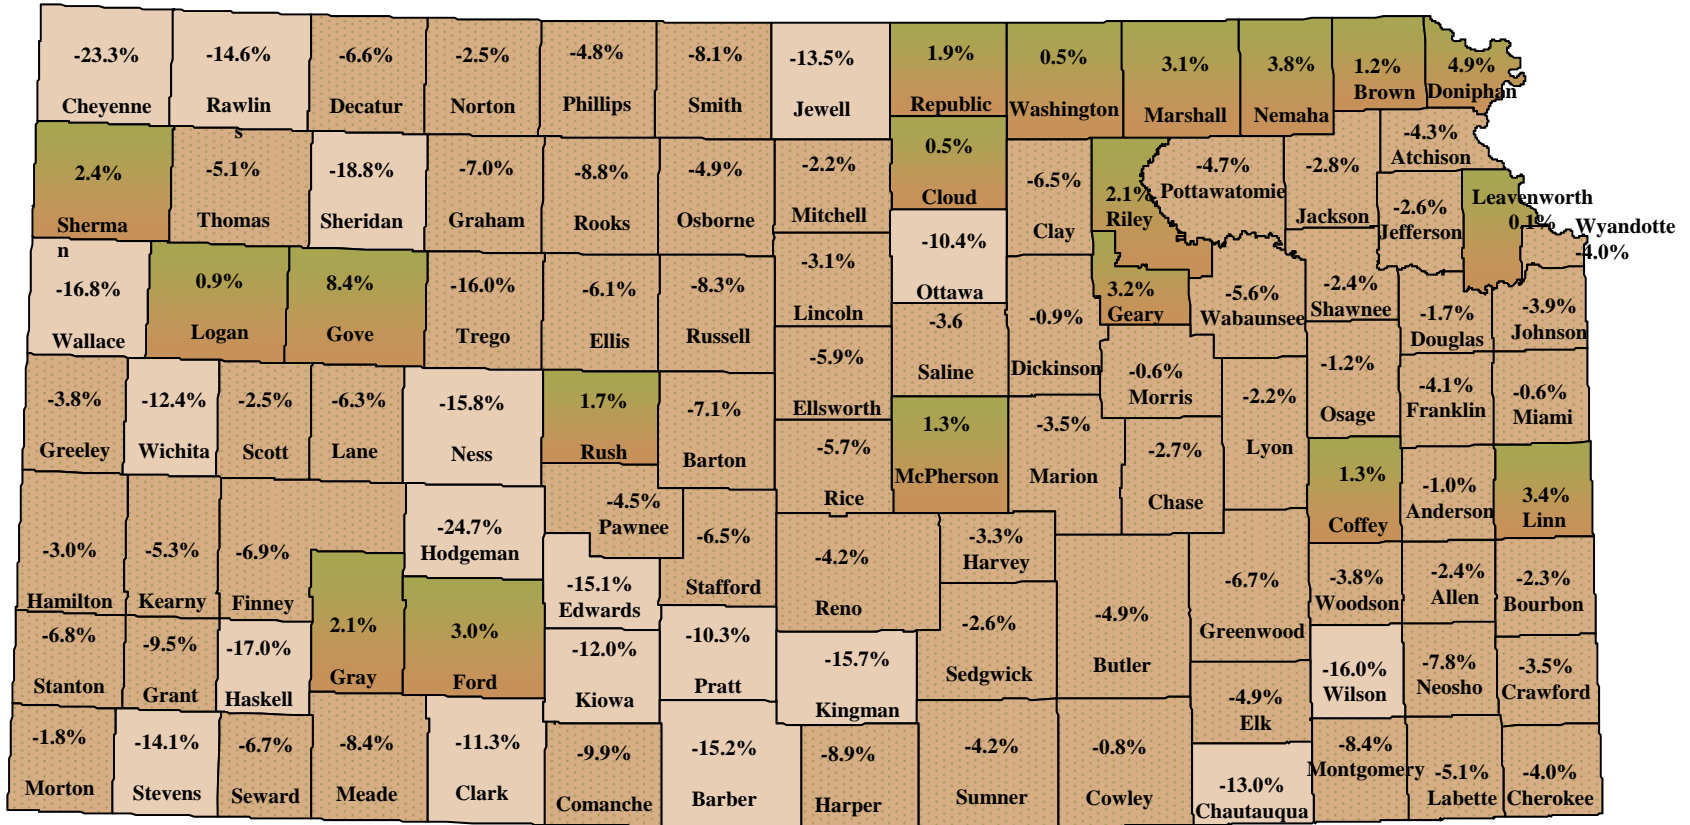 -23.3%
Cheyenne
-14.6%
Rawlin
s
-6.6%
Decatur
-2.5%
Norton
-4.8%
Phillips
-8.1%
Smith
-13.5%
Jewell
1.9%
Republic
0.5%
Washington
3.1%
Marshall
3.8%
Nemaha
1.2%
Brown
4.9%
Doniphan
2.4%
Sherma
n
-5.1%
Thomas
-18.8%
Sheridan
-7.0%
Graham
-8.8%
Rooks
-4.9%
Osborne
-2.2%
Mitchell
0.5%
Cloud
-6.5%
Clay
2.1%
Riley
-4.7%
Pottawatomie
-2.8%
Jackson
-4.3%
Atchison
-2.6%
Jefferson
Leavenworth
0.1%
Wyandotte
-4.0%
-16.8%
Wallace
0.9%
Logan
8.4%
Gove
-16.0%
Trego
-6.1%
Ellis
-8.3%
Russell
-3.1%
Lincoln
-10.4%
Ottawa
-3.6
Saline
-0.9%
Dickinson
3.2%
Geary
-5.6%
Wabaunsee
-2.4%
Shawnee
-1.7%
Douglas
-3.9%
Johnson
-3.8%
Greeley
-12.4%
Wichita
-2.5%
Scott
-6.3%
Lane
-15.8%
Ness
1.7%
Rush
-7.1%
Barton
-5.9%
Ellsworth
-5.7%
Rice
1.3%
McPherson
-3.5%
Marion
-0.6%
Morris
-2.7%
Chase
-2.2%
Lyon
-1.2%
Osage
-4.1%
Franklin
-0.6%
Miami
1.3%
Coffey
-1.0%
Anderson
3.4%
Linn
-3.0%
Hamilton
-5.3%
Kearny
-6.9%
Finney
-24.7%
Hodgeman
-4.5%
Pawnee
-15.1%
Edwards
-6.5%
Stafford
-4.2%
Reno
-3.3%
Harvey
-2.6%
Sedgwick
-4.9%
Butler
-6.7%
Greenwood
-3.8%
Woodson
-2.4%
Allen
-2.3%
Bourbon
-6.8%
Stanton
-9.5%
Grant
-17.0%
Haskell
2.1%
Gray
3.0%
Ford
-12.0%
Kiowa
-10.3%
Pratt
-15.7%
Kingman
-4.9%
Elk
-16.0%
Wilson
-7.8%
Neosho
-3.5%
Crawford
-1.8%
Morton
-14.1%
Stevens
-6.7%
Seward
-8.4%
Meade
-11.3%
Clark
-9.9%
Comanche
-15.2%
Barber
-8.9%
Harper
-4.2%
Sumner
-0.8%
Cowley
-13.0%
Chautauqua
-8.4%
Montgomery
-5.1%
Labette
-4.0%
Cherokee